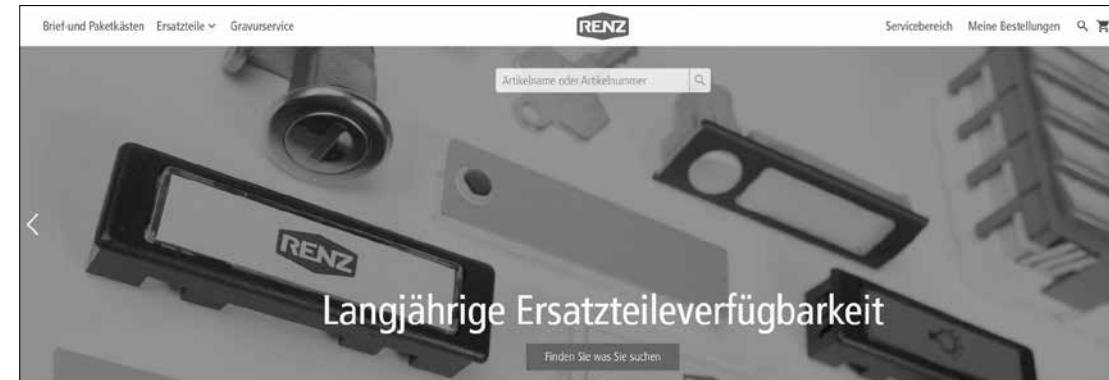 Brief-und Paketkästen Ersatzteile Gravurservice RENZ Servicebereich Meine Bestellungen
Artikelname oder Artikelnummer
RENZ
Langjährige Ersatzteileverfügbarkeit
Finden Sie was Sie suchen